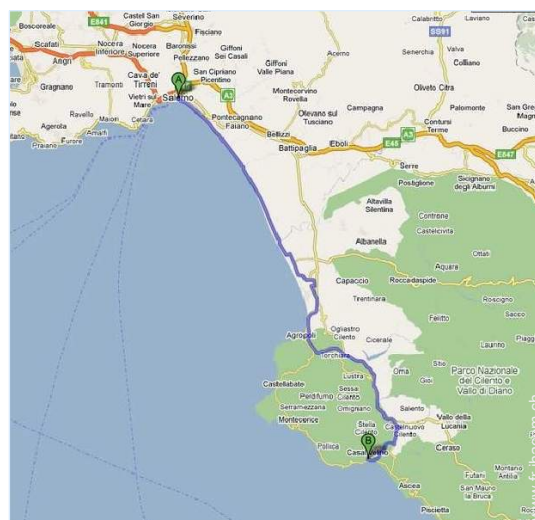 Boscoreale
E841
Castel San
Giorgio
Mercato San
Severino
Calabritto
Laviano
Fisciano
SS91
Scafati
Nocera
Inferiore
Nocera
Superiore
Baronissi
Giffoni
Sei Casali
Acerno
Senerchia
Valva
Colliano
Angri
Pellezzano
Giffoni
Valle Piana
Gragnano
Cava de'
Tirreni
San Cipriano
Picentino
Oliveto Citra
Tramonti
A
Montecorvino
Rovella
Campagna
Palomonte
San Greg
Ravello
Vietri sul
Mare
Salerno
A3
Olevano sul
Tusciano
Contursi
Terme
Buccino
Agerola
Maiori
Cetara
Pontecagnano
Faiano
Bellizzi
Eboli
A3
Amalfi
Praiano
Furore
Battipaglia
E45
E847
Serre
Postiglione
Sicignano
degli Alburni
Altavilla
Silentina
Controne
Castelcivita
Albanella
Ottati
Aquara
Capaccio
Roccadaspide
Trentinara
Roscigno
Sacco
Felitto
Agropoli
Ogliastro
Cilento
Cicerale
Laurino
Piagg
Torchiara
Stio
Lustra
Gioi
Parco Nazionale
del Cilento e
Vallo di Diano
Castellabate
Sessa
Cilento
Perdifumo
Serramezzana
Omignano
Salento
Montecorice
Stella
Cilento
Castelnuovo
Cilento
Vallo della
Lucania
B
Pollica
Casal Velino
Ceraso
Futani
Montano
Antilia
Ascea
San Mauro
la Bruca
Pisciotta